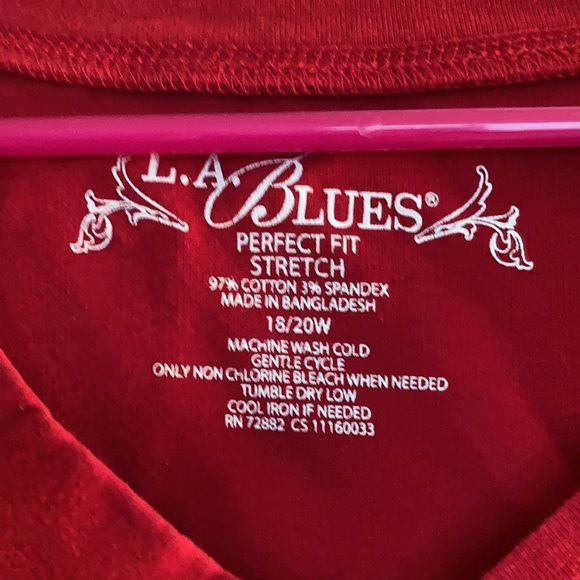 L.A. BLUES®
PERFECT FIT
STRETCH
97% COTTON 3% SPANDEX
MADE IN BANGLADESH
18/20W
MACHINE WASH COLD
GENTLE CYCLE
ONLY NON CHLORINE BLEACH WHEN NEEDED
TUMBLE DRY LOW
COOL IRON IF NEEDED
RN 72882 CS 11160033